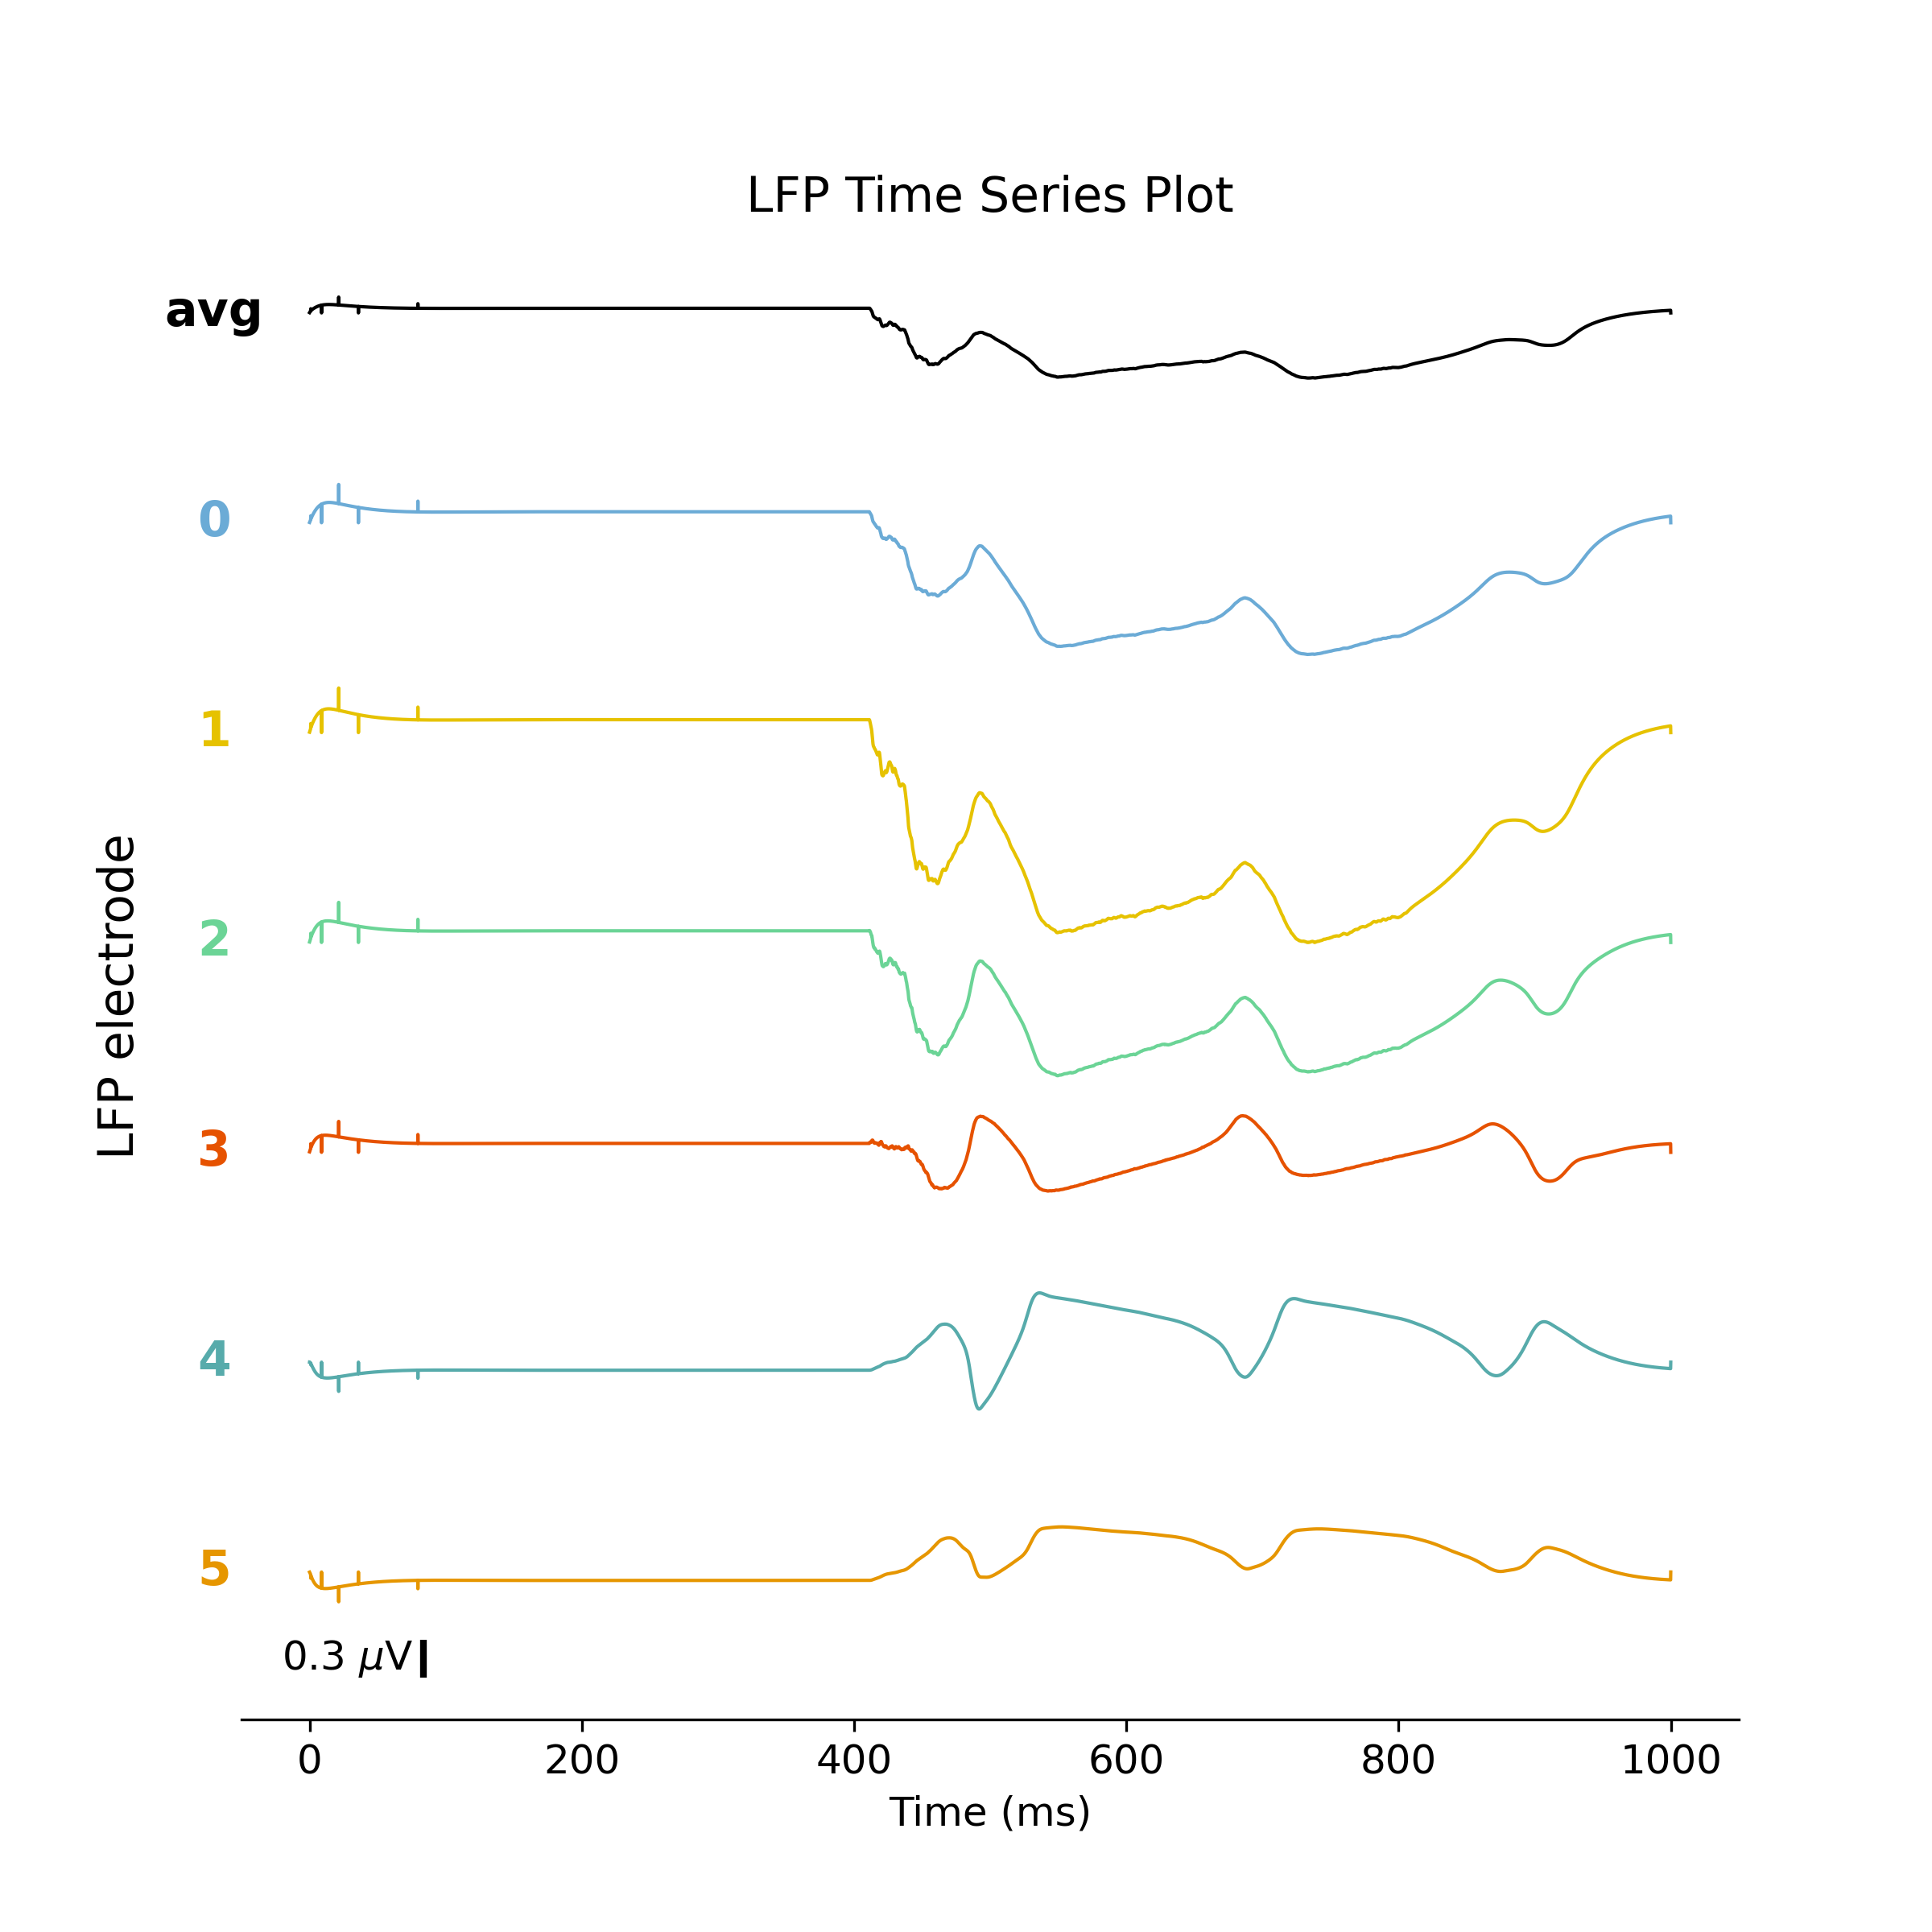 LFP Time Series Plot
avg
0
1
2
3
4
5
LFP electrode
0.3 μV
0 200 400 600 800 1000
Time (ms)